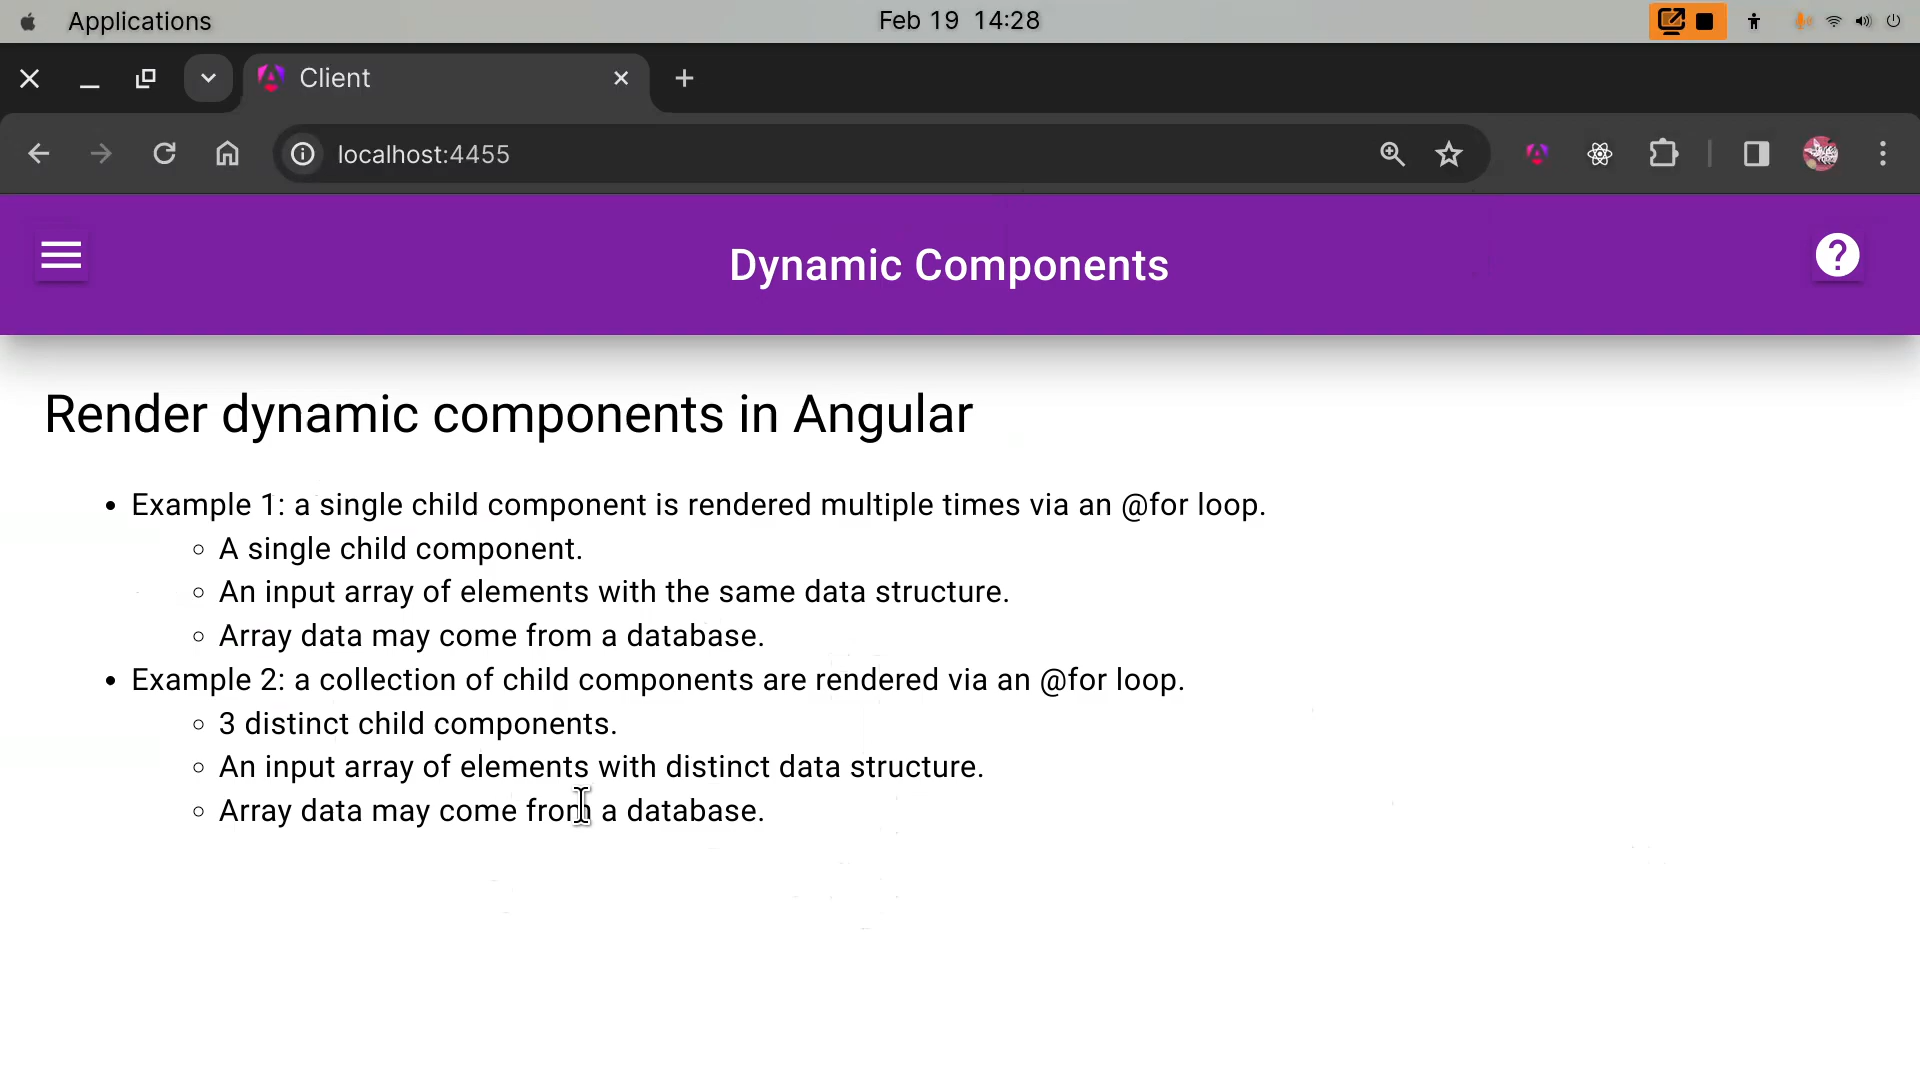 Applications
Feb 19 14:28
Client
localhost:4455
Dynamic Components
?
Render dynamic components in Angular
• Example 1: a single child component is rendered multiple times via an @for loop.
◦ A single child component.
◦ An input array of elements with the same data structure.
◦ Array data may come from a database.
• Example 2: a collection of child components are rendered via an @for loop.
◦ 3 distinct child components.
◦ An input array of elements with distinct data structure.
◦ Array data may come from a database.